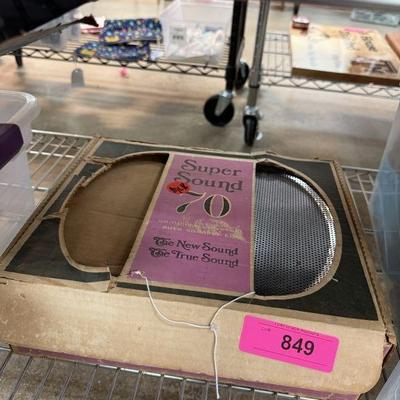 Super
Sound
70
The New Sound
The True Sound
849